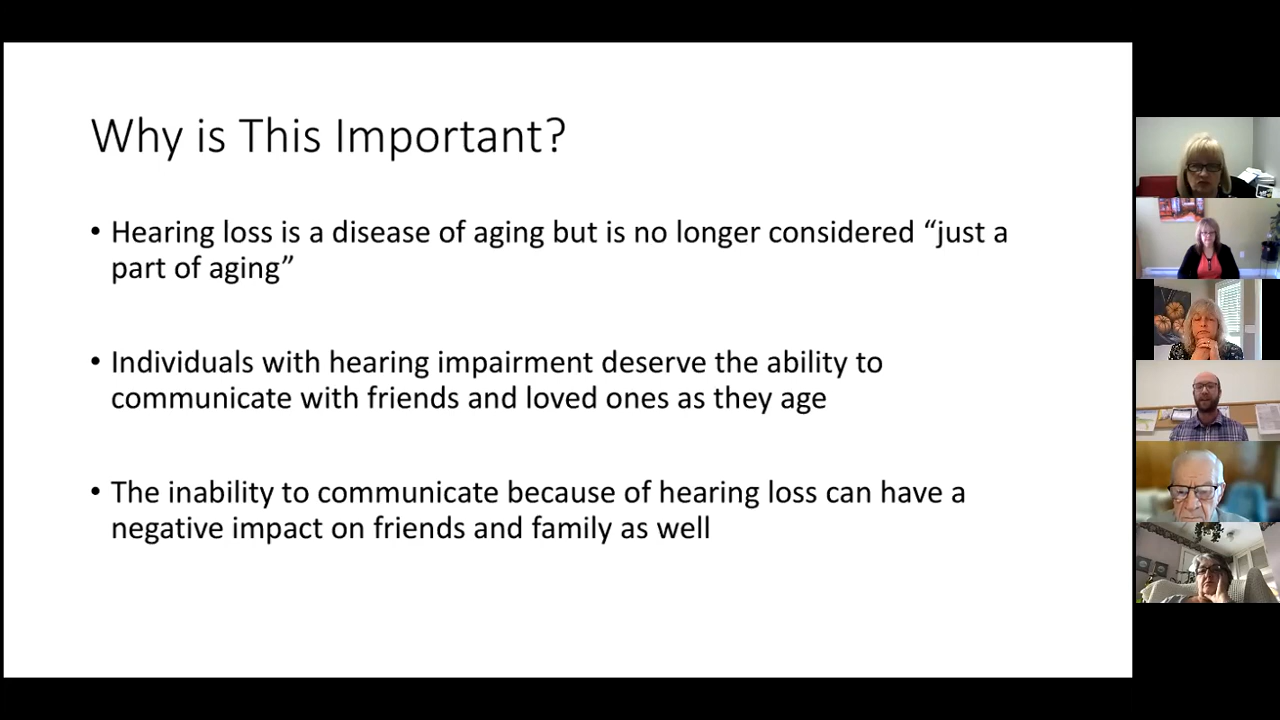 Why is This Important?
• Hearing loss is a disease of aging but is no longer considered “just a
part of aging”
• Individuals with hearing impairment deserve the ability to
communicate with friends and loved ones as they age
• The inability to communicate because of hearing loss can have a
negative impact on friends and family as well